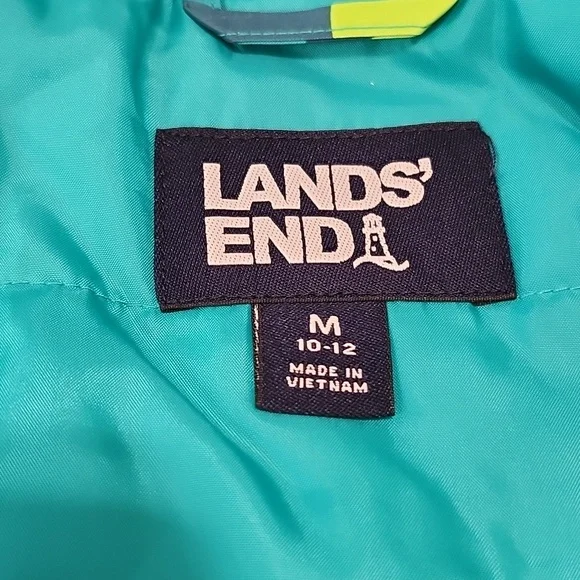 LANDS'
END
M
10-12
MADE IN
VIETNAM